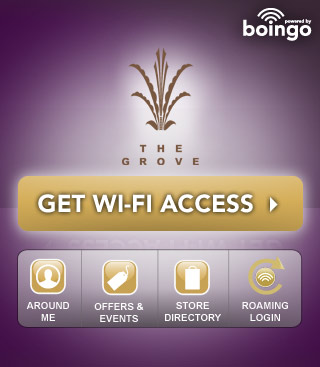 powered by
boingo
THE
GROVE
GET WI-FI ACCESS
AROUND
ME
OFFERS &
EVENTS
STORE
DIRECTORY
ROAMING
LOGIN